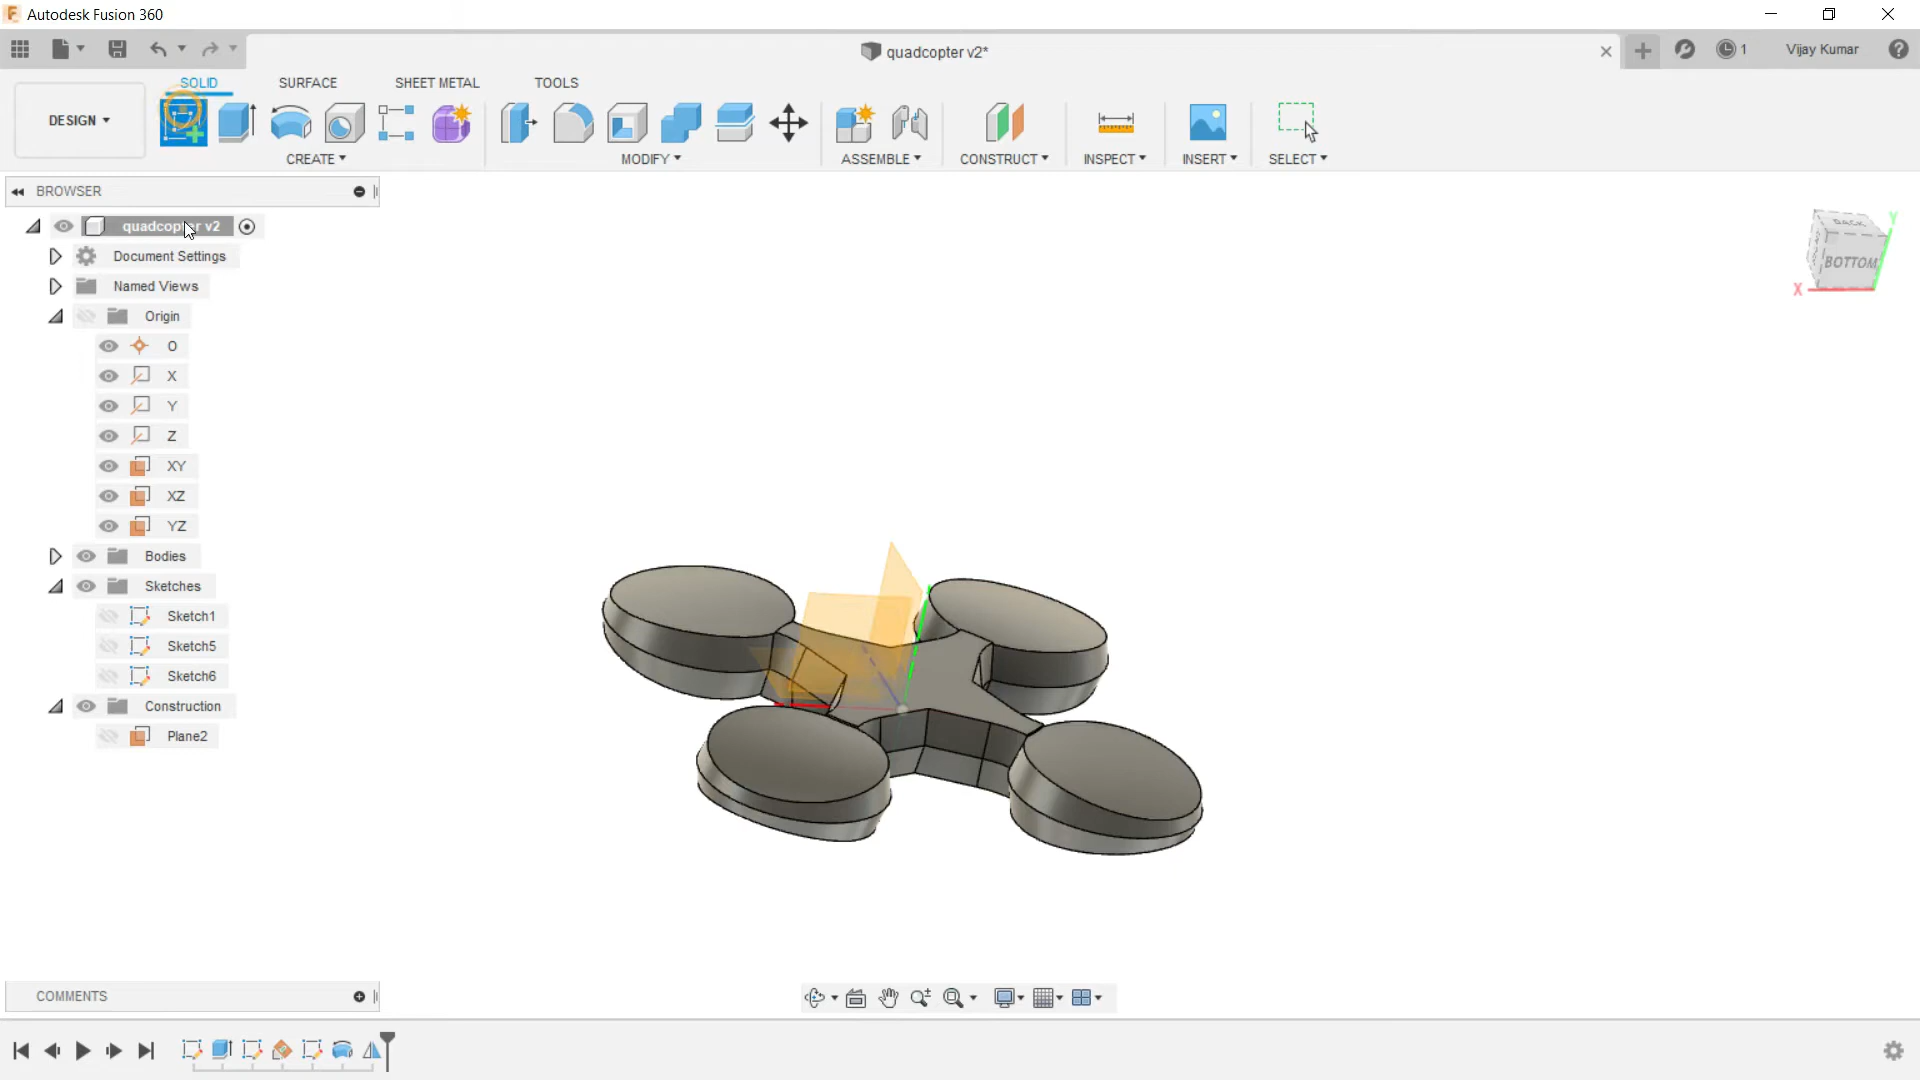 Autodesk Fusion 360
quadcopter v2*
1
Vijay Kumar
SOLID
SURFACE
SHEET METAL
TOOLS
DESIGN
CREATE
MODIFY
ASSEMBLE
CONSTRUCT
INSPECT
INSERT
SELECT
BROWSER
quadcopter v2
Document Settings
Named Views
Origin
O
X
Y
Z
XY
XZ
YZ
Bodies
Sketches
Sketch1
Sketch5
Sketch6
Construction
Plane2
BACK
BOTTOM
X
Y
COMMENTS